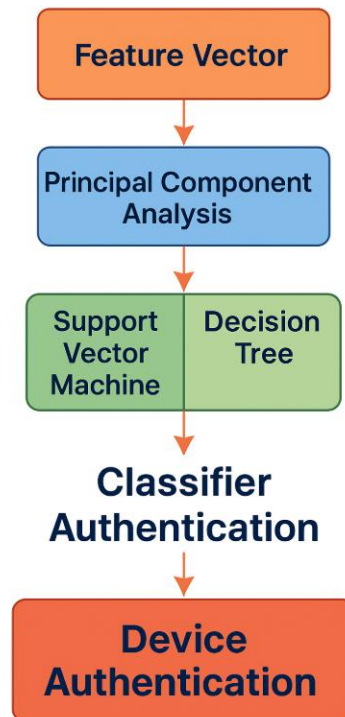 Feature Vector
Principal Component
Analysis
Support
Vector
Machine
Decision
Tree
Classifier
Authentication
Device
Authentication